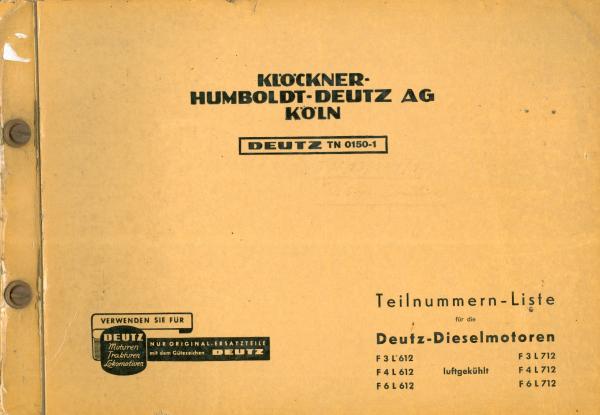 KLÖCKNER-
HUMBOLDT-DEUTZ AG
KÖLN
DEUTZ TN 0150-1
Teilnummern-Liste
für die
Deutz-Dieselmotoren
F 3 L 612 F 3 L 712
F 4 L 612 luftgekühlt F 4 L 712
F 6 L 612 F 6 L 712
VERWENDEN SIE FÜR
DEUTZ
Motoren
Traktoren
Lokomotiven
NUR ORIGINAL-ERSATZTEILE
mit dem Gütezeichen DEUTZ